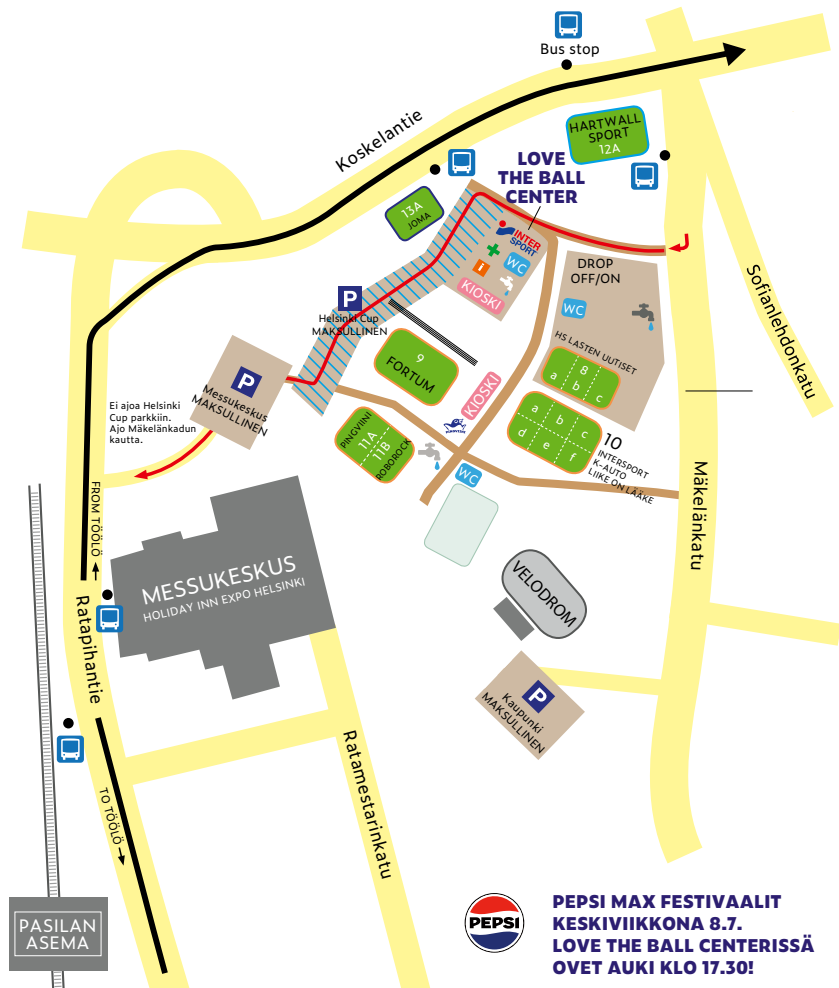 Bus stop
Koskelantie
HARTWALL
SPORT
12A
LOVE
THE BALL
CENTER
13A
JOMA
INTER
SPORT
WC
i
KIOSKI
DROP
OFF/ON
WC
Sofianlehdonkatu
P
Helsinki Cup
MAKSULLINEN
9
FORTUM
HS LASTEN UUTISET
8
a b c
P
Messukeskus
MAKSULLINEN
Ei ajoa Helsinki
Cup parkkiin.
Ajo Mäkelänkadun
kautta.
KIOSKI
a b c
d e f
10
INTERSPORT
K-AUTO
LIIKE ON LÄÄKE
PINGVIINI
11A
11B
ROBOROCK
WC
Mäkelänkatu
FROM TÖÖLÖ
MESSUKESKUS
HOLIDAY INN EXPO HELSINKI
VELODROM
Ratapihantie
P
Kaupunki
MAKSULLINEN
Ratamestarinkatu
TO TÖÖLÖ
PASILAN
ASEMA
PEPSI
PEPSI MAX FESTIVAALIT
KESKIVIIKKONA 8.7.
LOVE THE BALL CENTERISSÄ
OVET AUKI KLO 17.30!